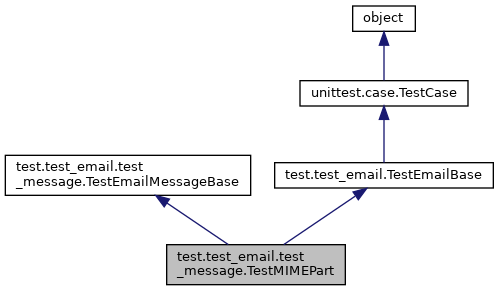 object
unittest.case.TestCase
test.test_email.test
_message.TestEmailMessageBase
test.test_email.TestEmailBase
test.test_email.test
_message.TestMIMEPart